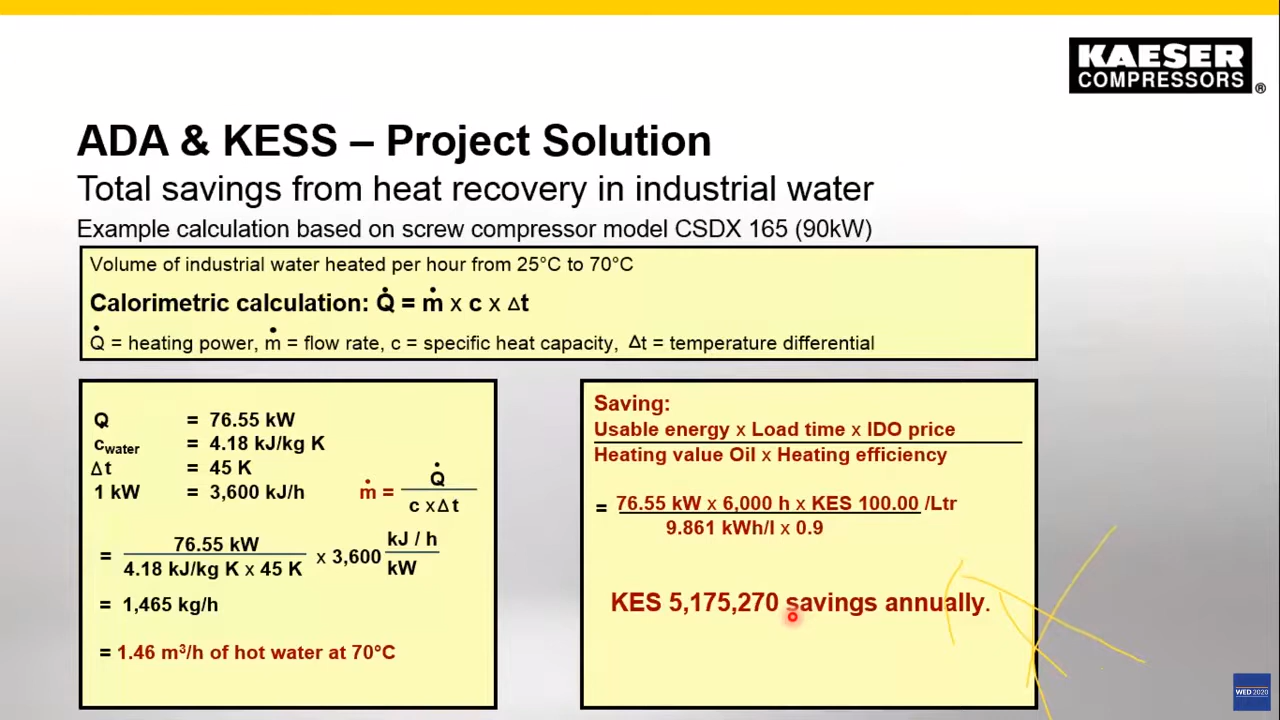 KAESER
COMPRESSORS®
ADA & KESS – Project Solution
Total savings from heat recovery in industrial water
Example calculation based on screw compressor model CSDX 165 (90kW)
Volume of industrial water heated per hour from 25°C to 70°C
Calorimetric calculation: Q̇ = ṁ x c x Δt
Q̇ = heating power, ṁ = flow rate, c = specific heat capacity, Δt = temperature differential
Q = 76.55 kW
cwater = 4.18 kJ/kg K
Δt = 45 K
1 kW = 3,600 kJ/h
ṁ =
Q̇
c xΔt
=
76.55 kW
4.18 kJ/kg K x 45 K
x 3,600
kJ / h
kW
= 1,465 kg/h
= 1.46 m³/h of hot water at 70°C
Saving:
Usable energy x Load time x IDO price
Heating value Oil x Heating efficiency
=
76.55 kW x 6,000 h x KES 100.00 /Ltr
9.861 kWh/l x 0.9
KES 5,175,270 savings annually.
WED 2020